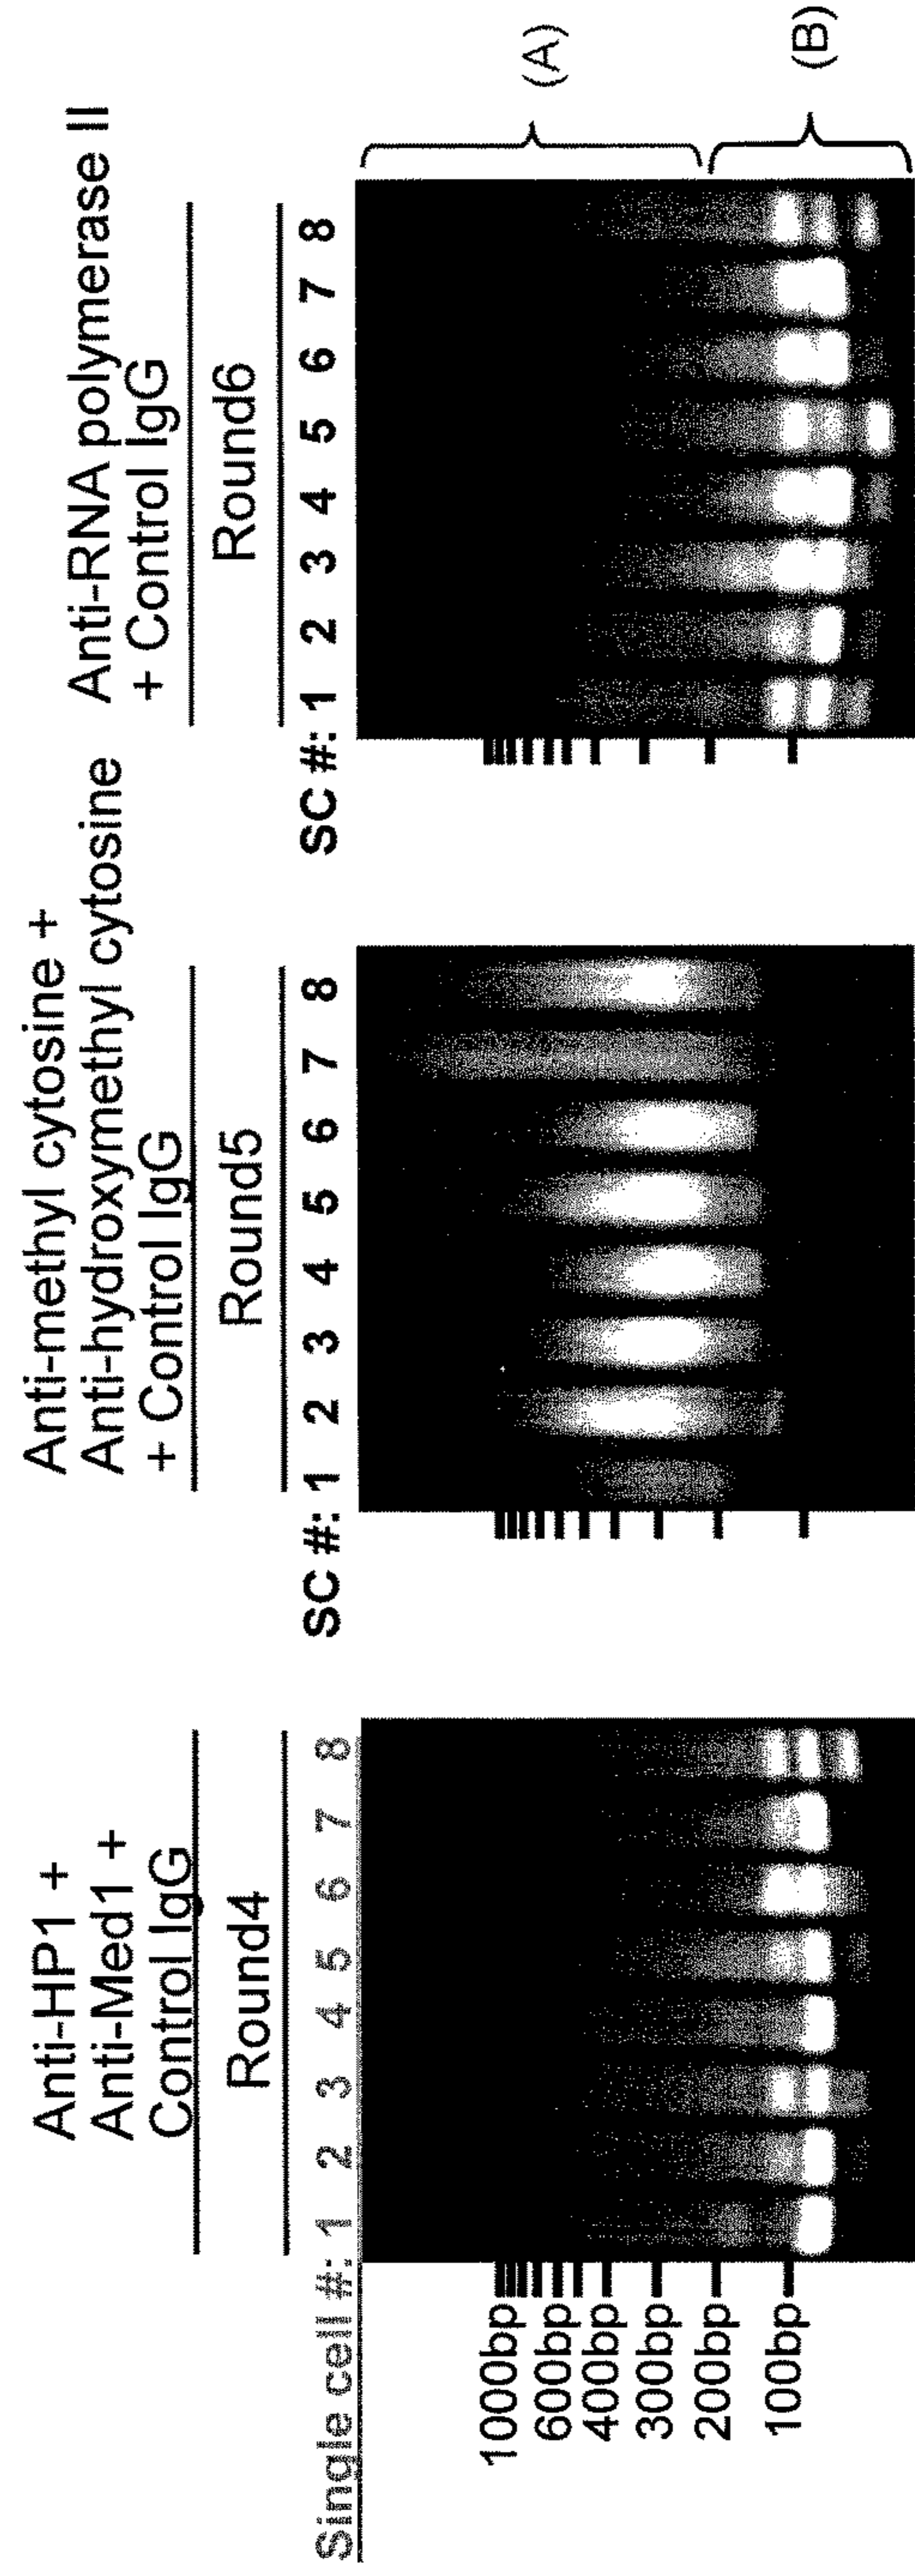 Anti-HP1 +
Anti-Med1 +
Control IgG
Round4
Single cell #: 1 2 3 4 5 6 7 8
1000bp
600bp
400bp
300bp
200bp
100bp
Anti-methyl cytosine +
Anti-hydroxymethyl cytosine
+ Control IgG
Round5
SC #: 1 2 3 4 5 6 7 8
Anti-RNA polymerase II
+ Control IgG
Round6
SC #: 1 2 3 4 5 6 7 8
(A)
(B)